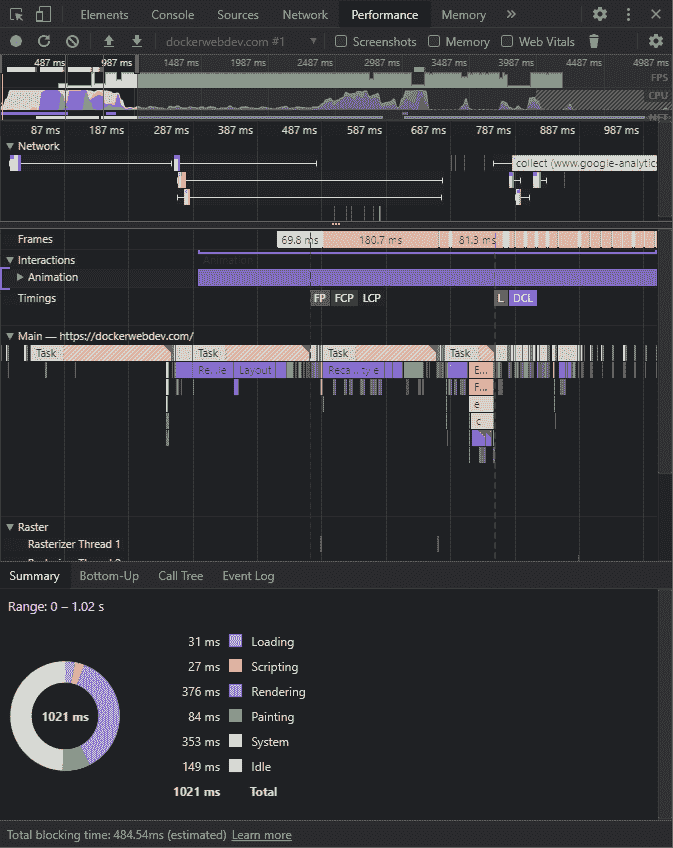 Elements Console Sources Network Performance Memory »
dockerwebdev.com #1 Screenshots Memory Web Vitals
487 ms 987 ms 1487 ms 1987 ms 2487 ms 2987 ms 3487 ms 3987 ms 4487 ms 4987 ms
FPS
CPU
NET
87 ms 187 ms 287 ms 387 ms 487 ms 587 ms 687 ms 787 ms 887 ms 987 ms
Network
collect (www.google-analytics
Frames 69.8 ms 180.7 ms 81.3 ms
Interactions
Animation
Timings FP FCP LCP L DCL
Main — https://dockerwebdev.com/
Task Task Task Task
Layout E...
F...
e
c
Raster
Rasterizer Thread 1
Rasterizer Thread 2
Summary Bottom-Up Call Tree Event Log
Range: 0 – 1.02 s
31 ms Loading
27 ms Scripting
376 ms Rendering
84 ms Painting
353 ms System
149 ms Idle
1021 ms Total
1021 ms
Total blocking time: 484.54ms (estimated) Learn more